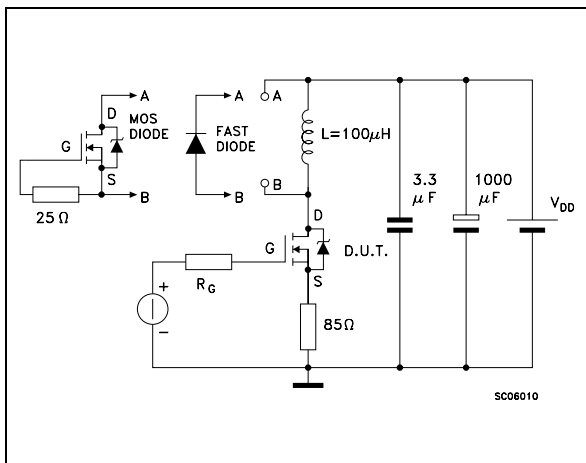 A
D
MOS
DIODE
G
S
B
25 Ω
A
FAST
DIODE
B
A
L=100μH
B
D
G
D.U.T.
S
RG
+
−
85Ω
3.3
μF
1000
μF
VDD
SC06010